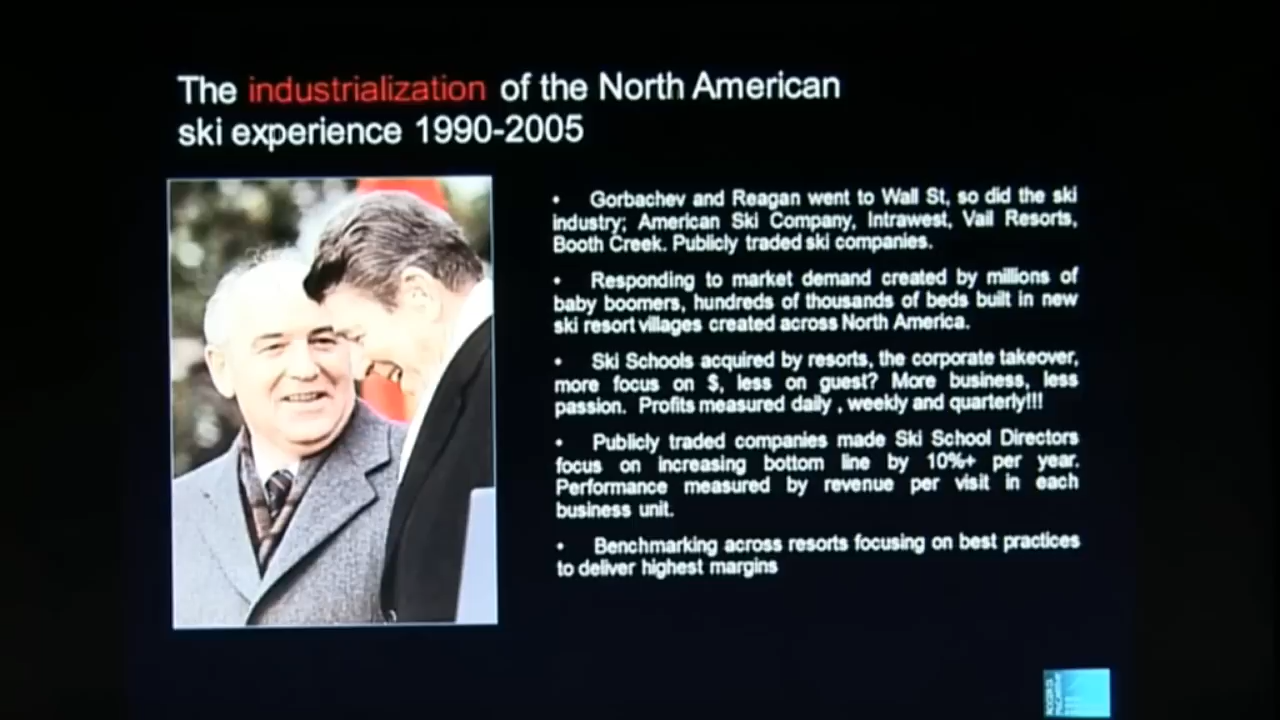 The industrialization of the North American
ski experience 1990-2005
• Gorbachev and Reagan went to Wall St, so did the ski
industry; American Ski Company, Intrawest, Vail Resorts,
Booth Creek. Publicly traded ski companies.
• Responding to market demand created by millions of
baby boomers, hundreds of thousands of beds built in new
ski resort villages created across North America.
• Ski Schools acquired by resorts, the corporate takeover,
more focus on $, less on guest? More business, less
passion. Profits measured daily , weekly and quarterly!!!
• Publicly traded companies made Ski School Directors
focus on increasing bottom line by 10%+ per year.
Performance measured by revenue per visit in each
business unit.
• Benchmarking across resorts focusing on best practices
to deliver highest margins